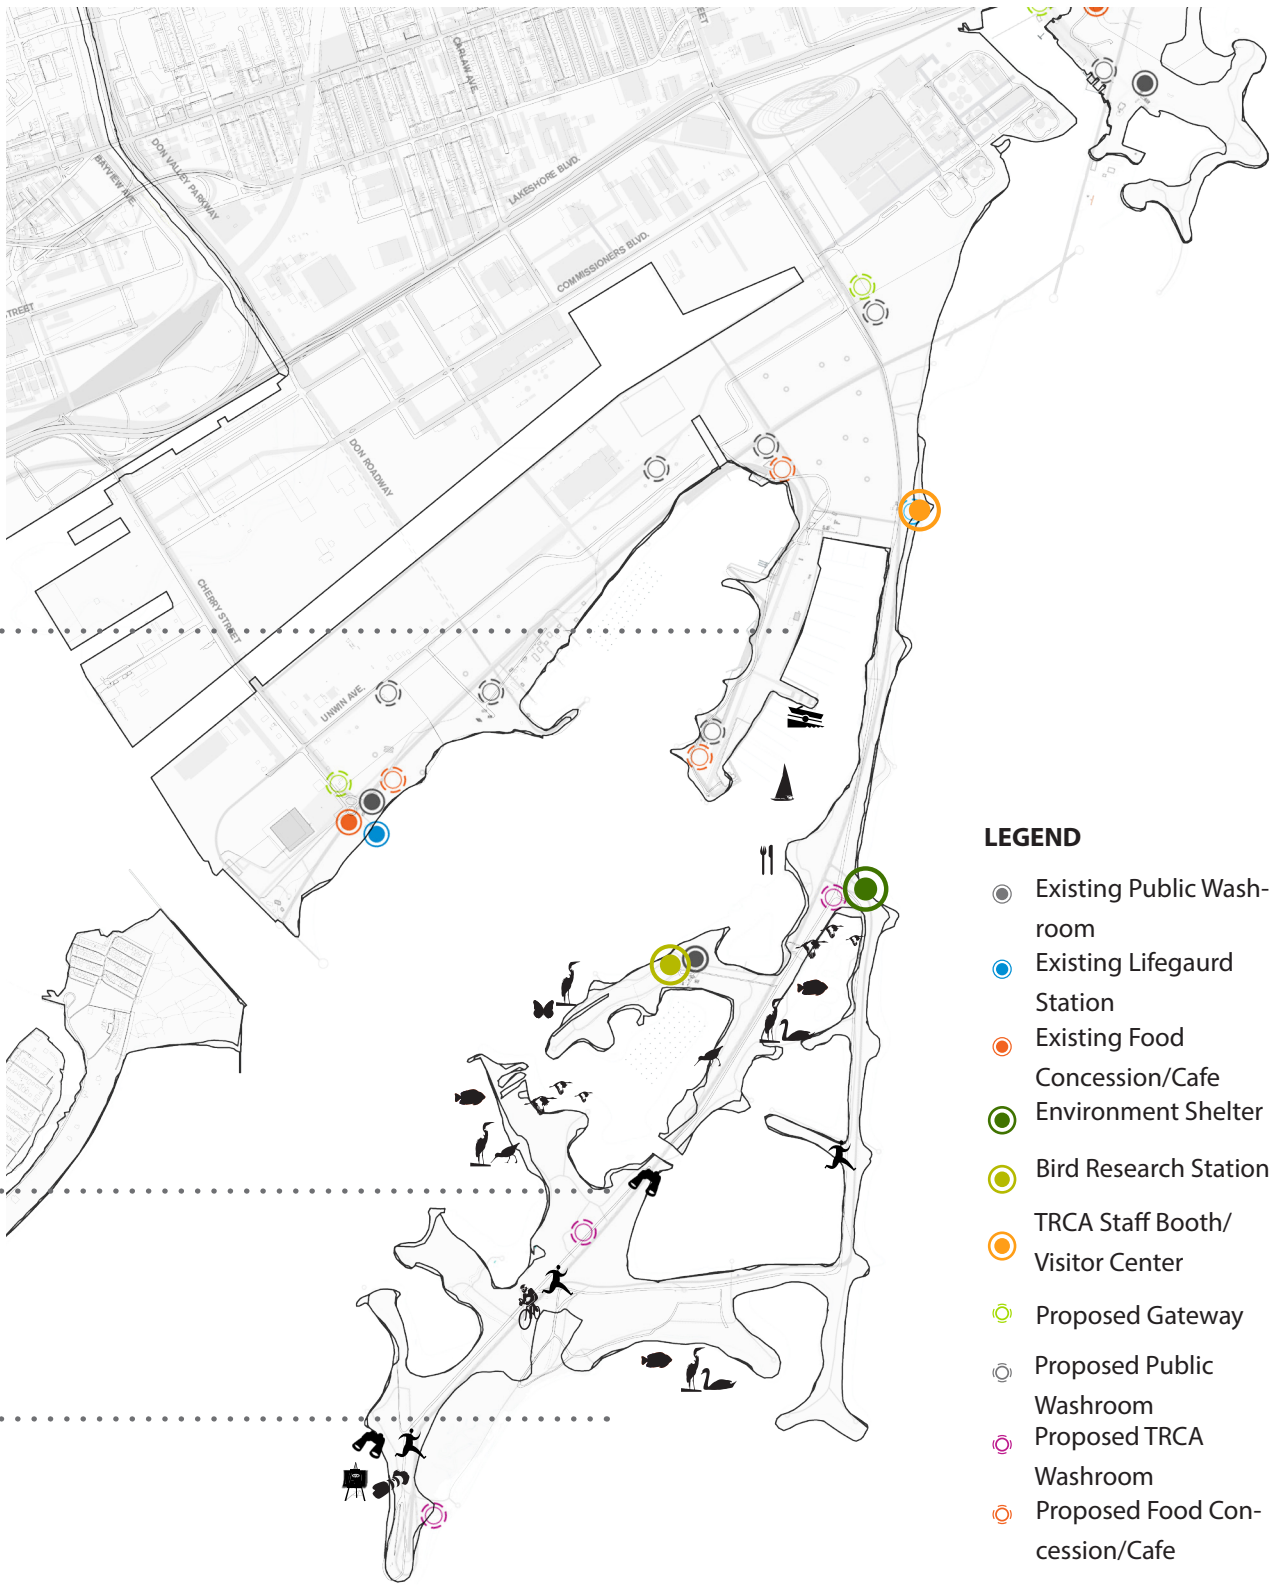 STREET
CARLAW AVE.
DON VALLEY PARKWAY
BAYVIEW AVE.
LAKESHORE BLVD.
COMMISSIONERS BLVD.
STREET
DON ROADWAY
CHERRY STREET
UNWIN AVE.
LEGEND
Existing Public Wash-
room
Existing Lifegaurd
Station
Existing Food
Concession/Cafe
Environment Shelter
Bird Research Station
TRCA Staff Booth/
Visitor Center
Proposed Gateway
Proposed Public
Washroom
Proposed TRCA
Washroom
Proposed Food Con-
cession/Cafe